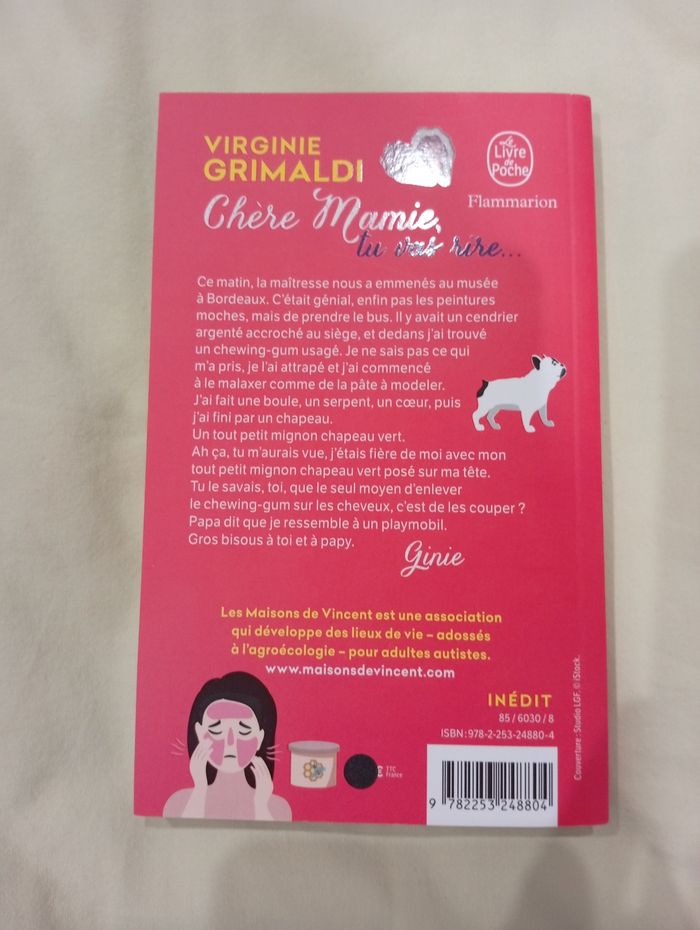 VIRGINIE
GRIMALDI
Le
Livre
de
Poche
Flammarion
Chère Mamie,
tu vas rire...
Ce matin, la maîtresse nous a emmenés au musée
à Bordeaux. C'était génial, enfin pas les peintures
moches, mais de prendre le bus. Il y avait un cendrier
argenté accroché au siège, et dedans j'ai trouvé
un chewing-gum usagé. Je ne sais pas ce qui
m'a pris, je l'ai attrapé et j'ai commencé
à le malaxer comme de la pâte à modeler.
J'ai fait une boule, un serpent, un cœur, puis
j'ai fini par un chapeau.
Un tout petit mignon chapeau vert.
Ah ça, tu m'aurais vue, j'étais fière de moi avec mon
tout petit mignon chapeau vert posé sur ma tête.
Tu le savais, toi, que le seul moyen d'enlever
le chewing-gum sur les cheveux, c'est de les couper ?
Papa dit que je ressemble à un playmobil.
Gros bisous à toi et à papy.
Ginie
Les Maisons de Vincent est une association
qui développe des lieux de vie – adossés
à l'agroécologie – pour adultes autistes.
www.maisonsdevincent.com
INÉDIT
85 / 6030 / 8
ISBN : 978-2-253-24880-4
TTC
France
9 782253 248804
Couverture : Studio LGF. © iStock.